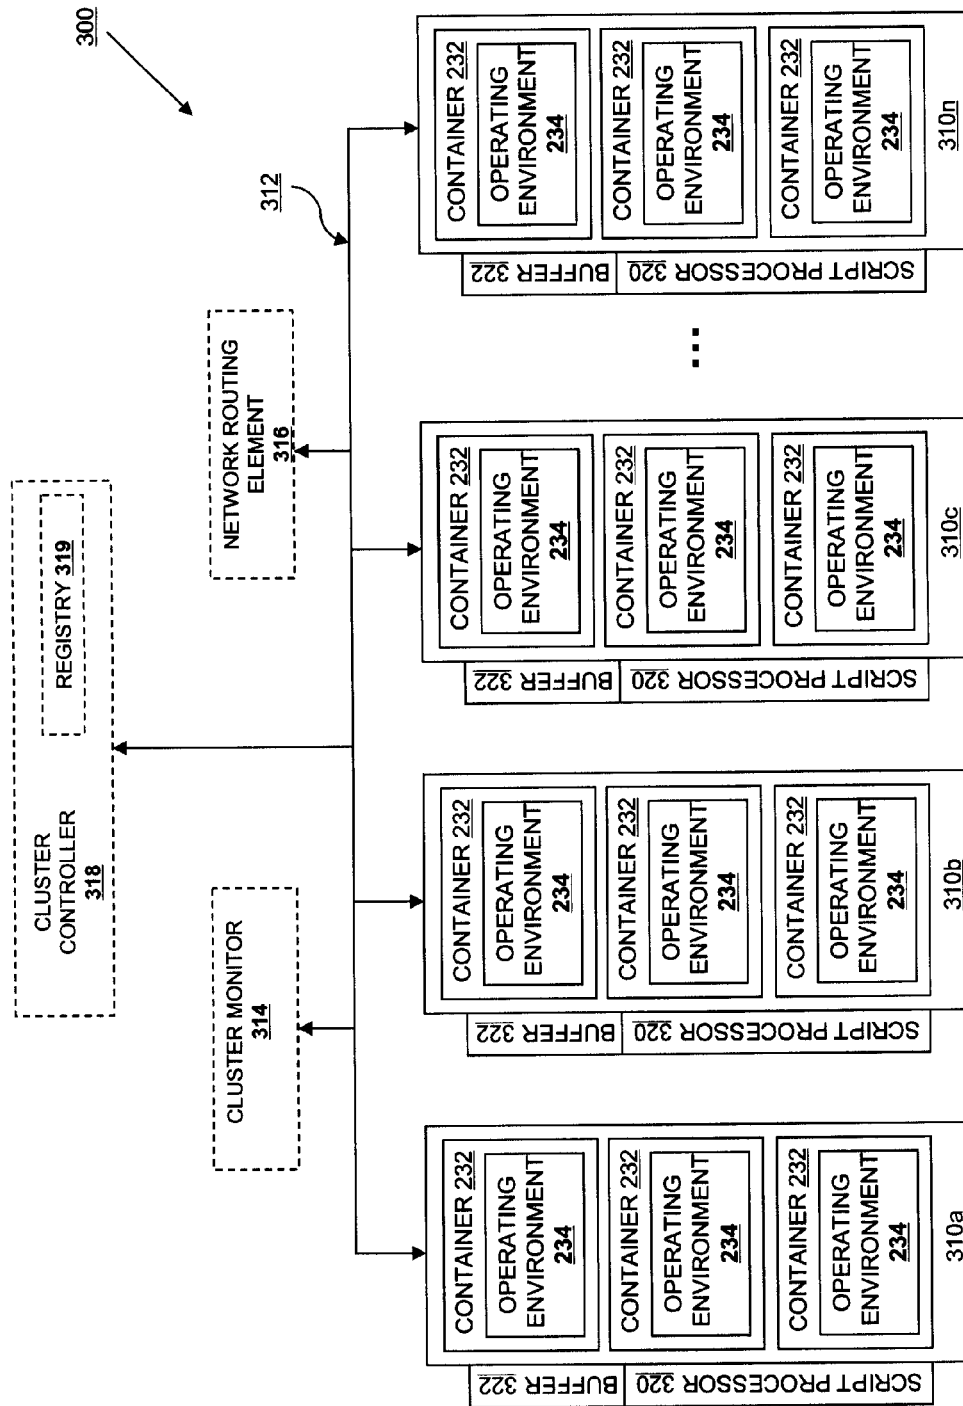 300
CLUSTER
CONTROLLER
318
REGISTRY 319
CLUSTER MONITOR
314
NETWORK ROUTING
ELEMENT
316
312
BUFFER 322
SCRIPT PROCESSOR 320
CONTAINER 232
OPERATING
ENVIRONMENT
234
CONTAINER 232
OPERATING
ENVIRONMENT
234
CONTAINER 232
OPERATING
ENVIRONMENT
234
310a
BUFFER 322
SCRIPT PROCESSOR 320
CONTAINER 232
OPERATING
ENVIRONMENT
234
CONTAINER 232
OPERATING
ENVIRONMENT
234
CONTAINER 232
OPERATING
ENVIRONMENT
234
310b
BUFFER 322
SCRIPT PROCESSOR 320
CONTAINER 232
OPERATING
ENVIRONMENT
234
CONTAINER 232
OPERATING
ENVIRONMENT
234
CONTAINER 232
OPERATING
ENVIRONMENT
234
310c
...
BUFFER 322
SCRIPT PROCESSOR 320
CONTAINER 232
OPERATING
ENVIRONMENT
234
CONTAINER 232
OPERATING
ENVIRONMENT
234
CONTAINER 232
OPERATING
ENVIRONMENT
234
310n